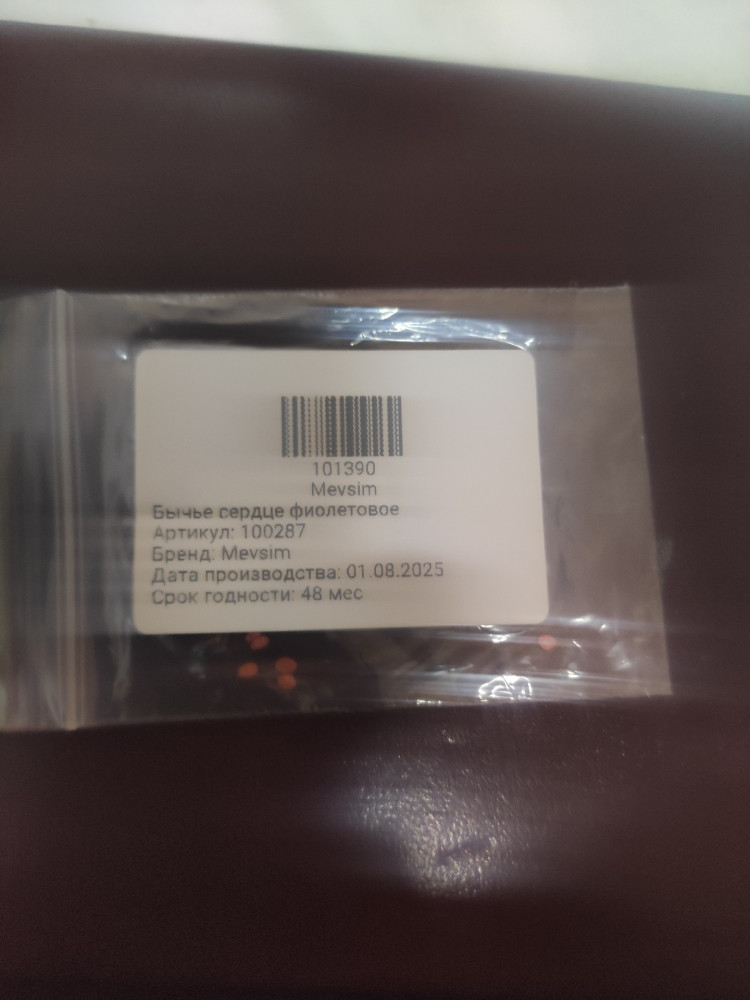 101390
Mevsim
Бычье сердце фиолетовое
Артикул: 100287
Бренд: Mevsim
Дата производства: 01.08.2025
Срок годности: 48 мес